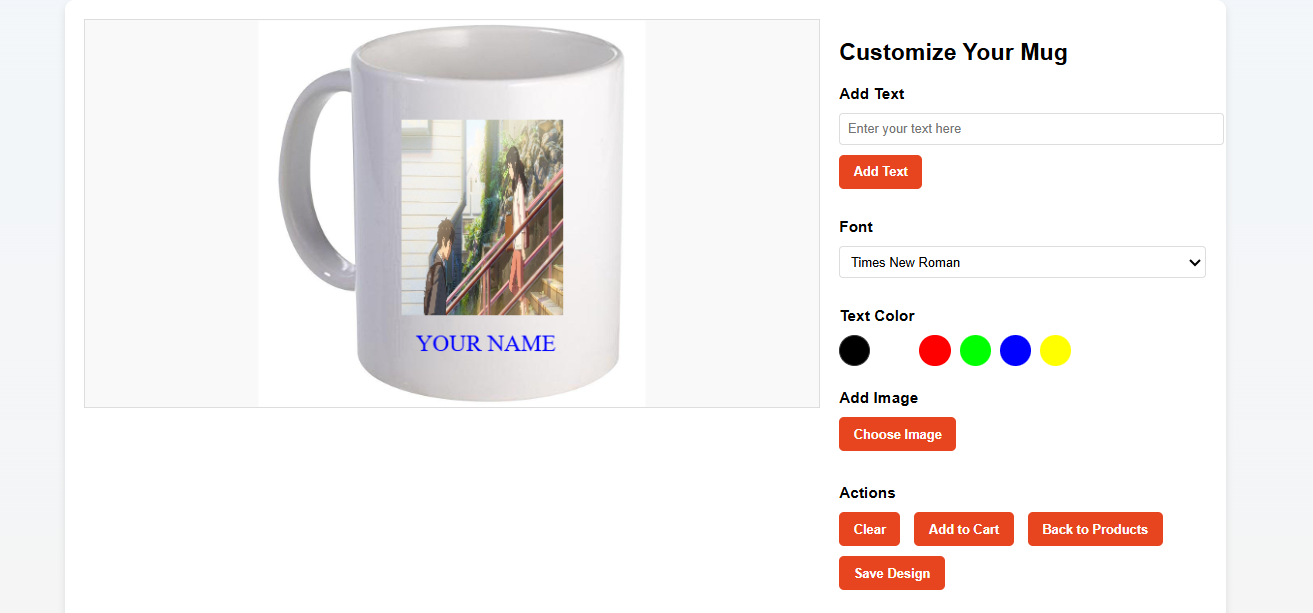 YOUR NAME
Customize Your Mug
Add Text
Enter your text here
Add Text
Font
Times New Roman
Text Color
Add Image
Choose Image
Actions
Clear Add to Cart Back to Products
Save Design